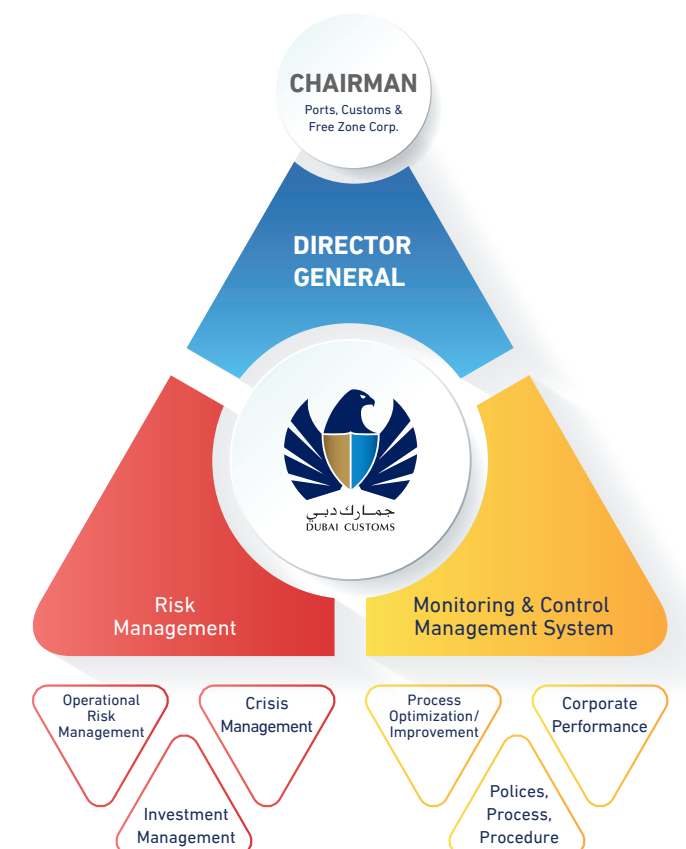 CHAIRMAN
Ports, Customs &
Free Zone Corp.
DIRECTOR
GENERAL
جمارك دبي
DUBAI CUSTOMS
Risk
Management
Monitoring & Control
Management System
Operational
Risk
Management
Crisis
Management
Investment
Management
Process
Optimization/
Improvement
Corporate
Performance
Polices,
Process,
Procedure